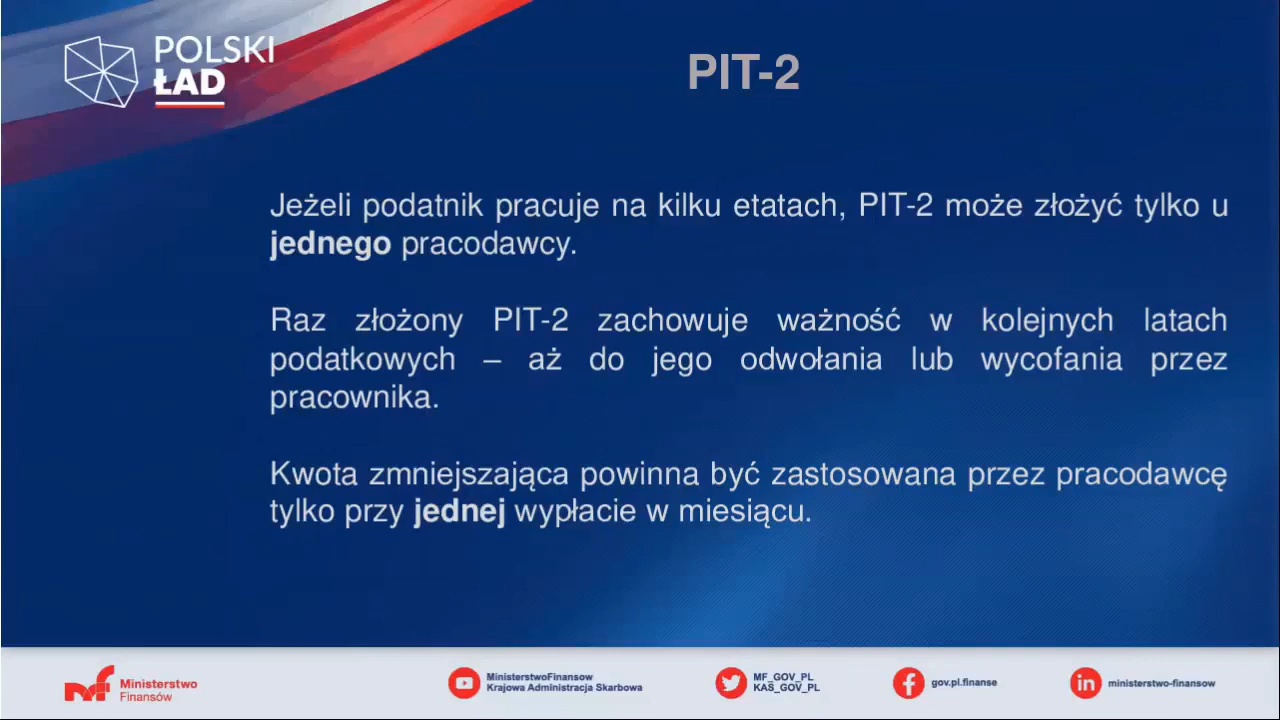 POLSKI
ŁAD
PIT-2
Jeżeli podatnik pracuje na kilku etatach, PIT-2 może złożyć tylko u
jednego pracodawcy.
Raz złożony PIT-2 zachowuje ważność w kolejnych latach
podatkowych – aż do jego odwołania lub wycofania przez
pracownika.
Kwota zmniejszająca powinna być zastosowana przez pracodawcę
tylko przy jednej wypłacie w miesiącu.
Ministerstwo
Finansów
MinisterstwoFinansow
Krajowa Administracja Skarbowa
MF_GOV_PL
KAS_GOV_PL
gov.pl.finanse
ministerstwo-finansow